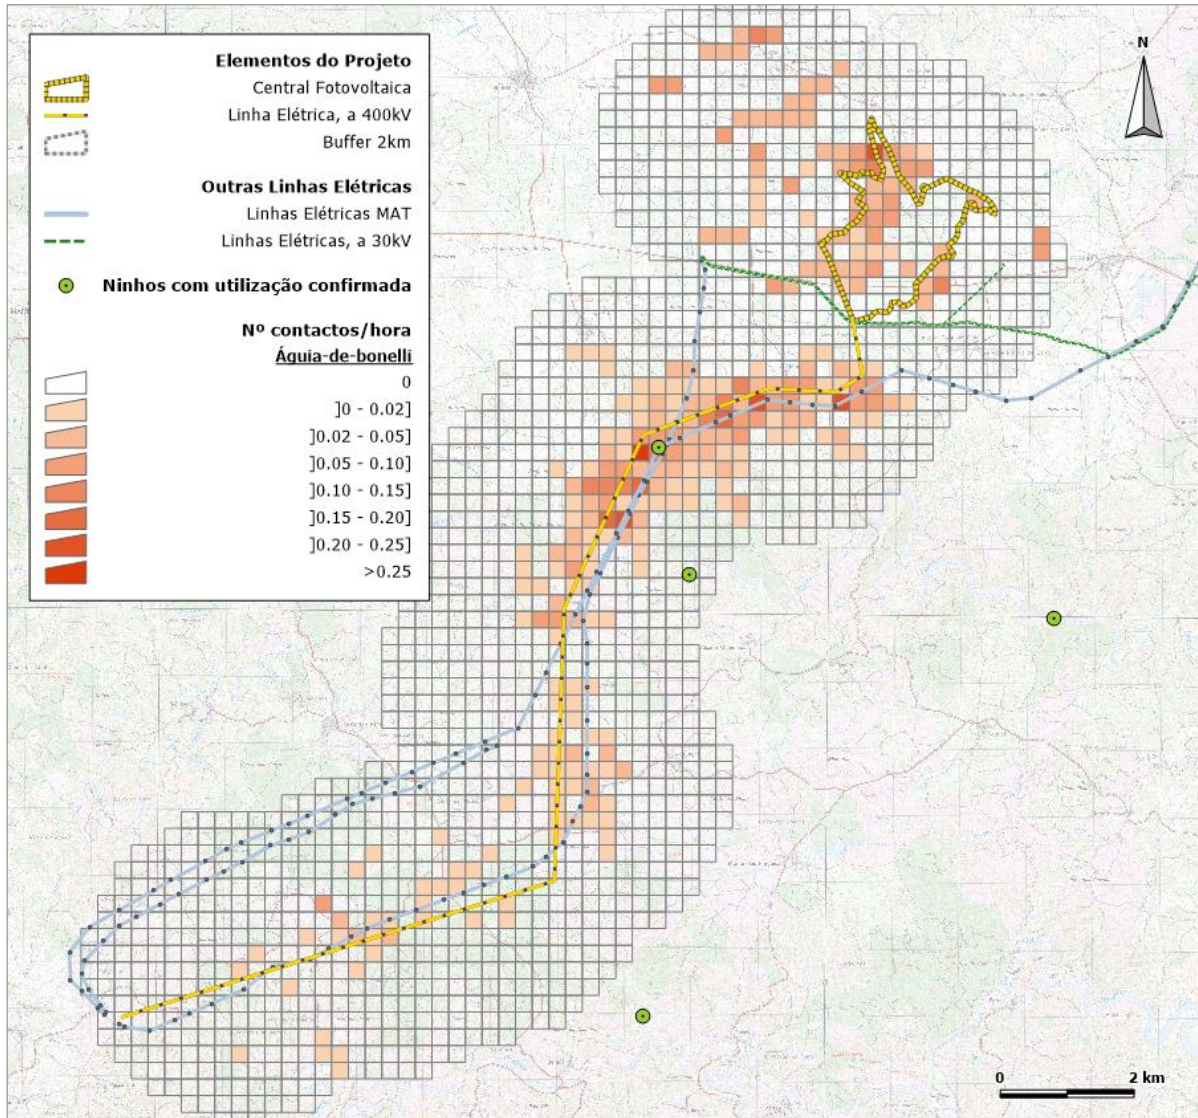 Elementos do Projeto
Central Fotovoltaica
Linha Elétrica, a 400kV
Buffer 2km
Outras Linhas Elétricas
Linhas Elétricas MAT
Linhas Elétricas, a 30kV
Ninhos com utilização confirmada
Nº contactos/hora
Águia-de-bonelli
0
]0 - 0.02]
]0.02 - 0.05]
]0.05 - 0.10]
]0.10 - 0.15]
]0.15 - 0.20]
]0.20 - 0.25]
>0.25
N
0 2 km